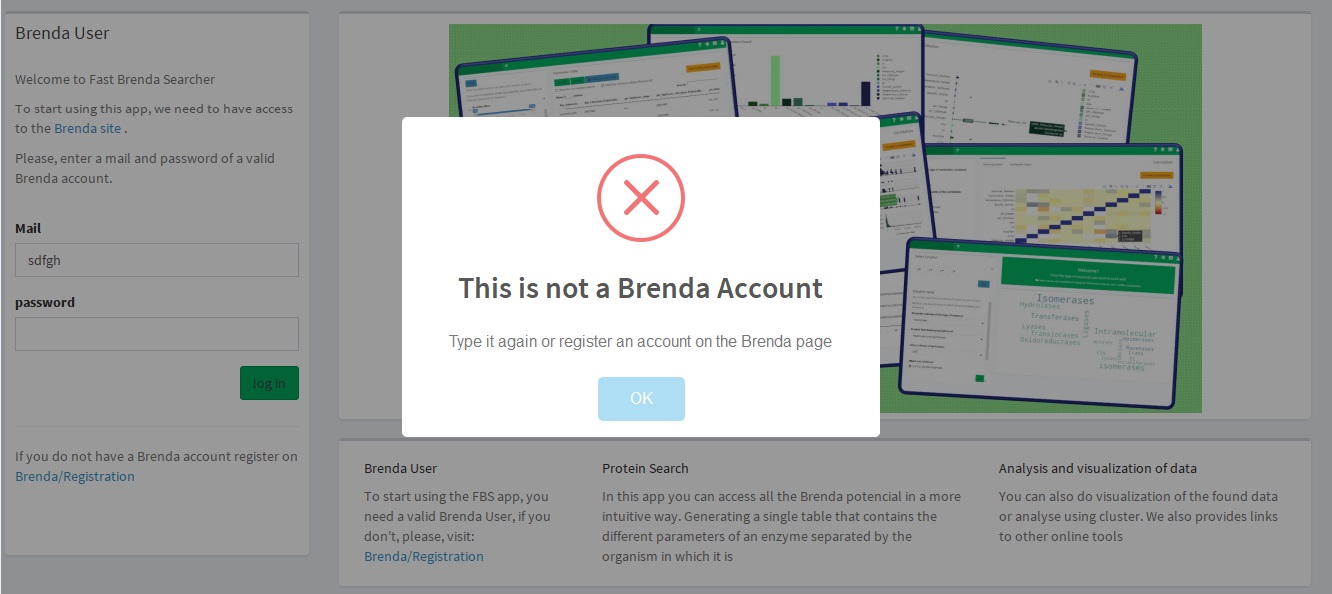 Brenda User
Welcome to Fast Brenda Searcher
To start using this app, we need to have access
to the Brenda site .
Please, enter a mail and password of a valid
Brenda account.
Mail
sdfgh
password
log in
If you do not have a Brenda account register on
Brenda/Registration
This is not a Brenda Account
Type it again or register an account on the Brenda page
OK
Welcome!
Isomerases
Hydrolases
Transferases
Ligases
Lyases
Translocases
Oxidoreductases
Intramolecular
isomerases
Brenda User
To start using the FBS app, you
need a valid Brenda User, if you
don't, please, visit:
Brenda/Registration
Protein Search
In this app you can access all the Brenda potencial in a more
intuitive way. Generating a single table that contains the
different parameters of an enzyme separated by the
organism in which it is
Analysis and visualization of data
You can also do visualization of the found data
or analyse using cluster. We also provides links
to other online tools